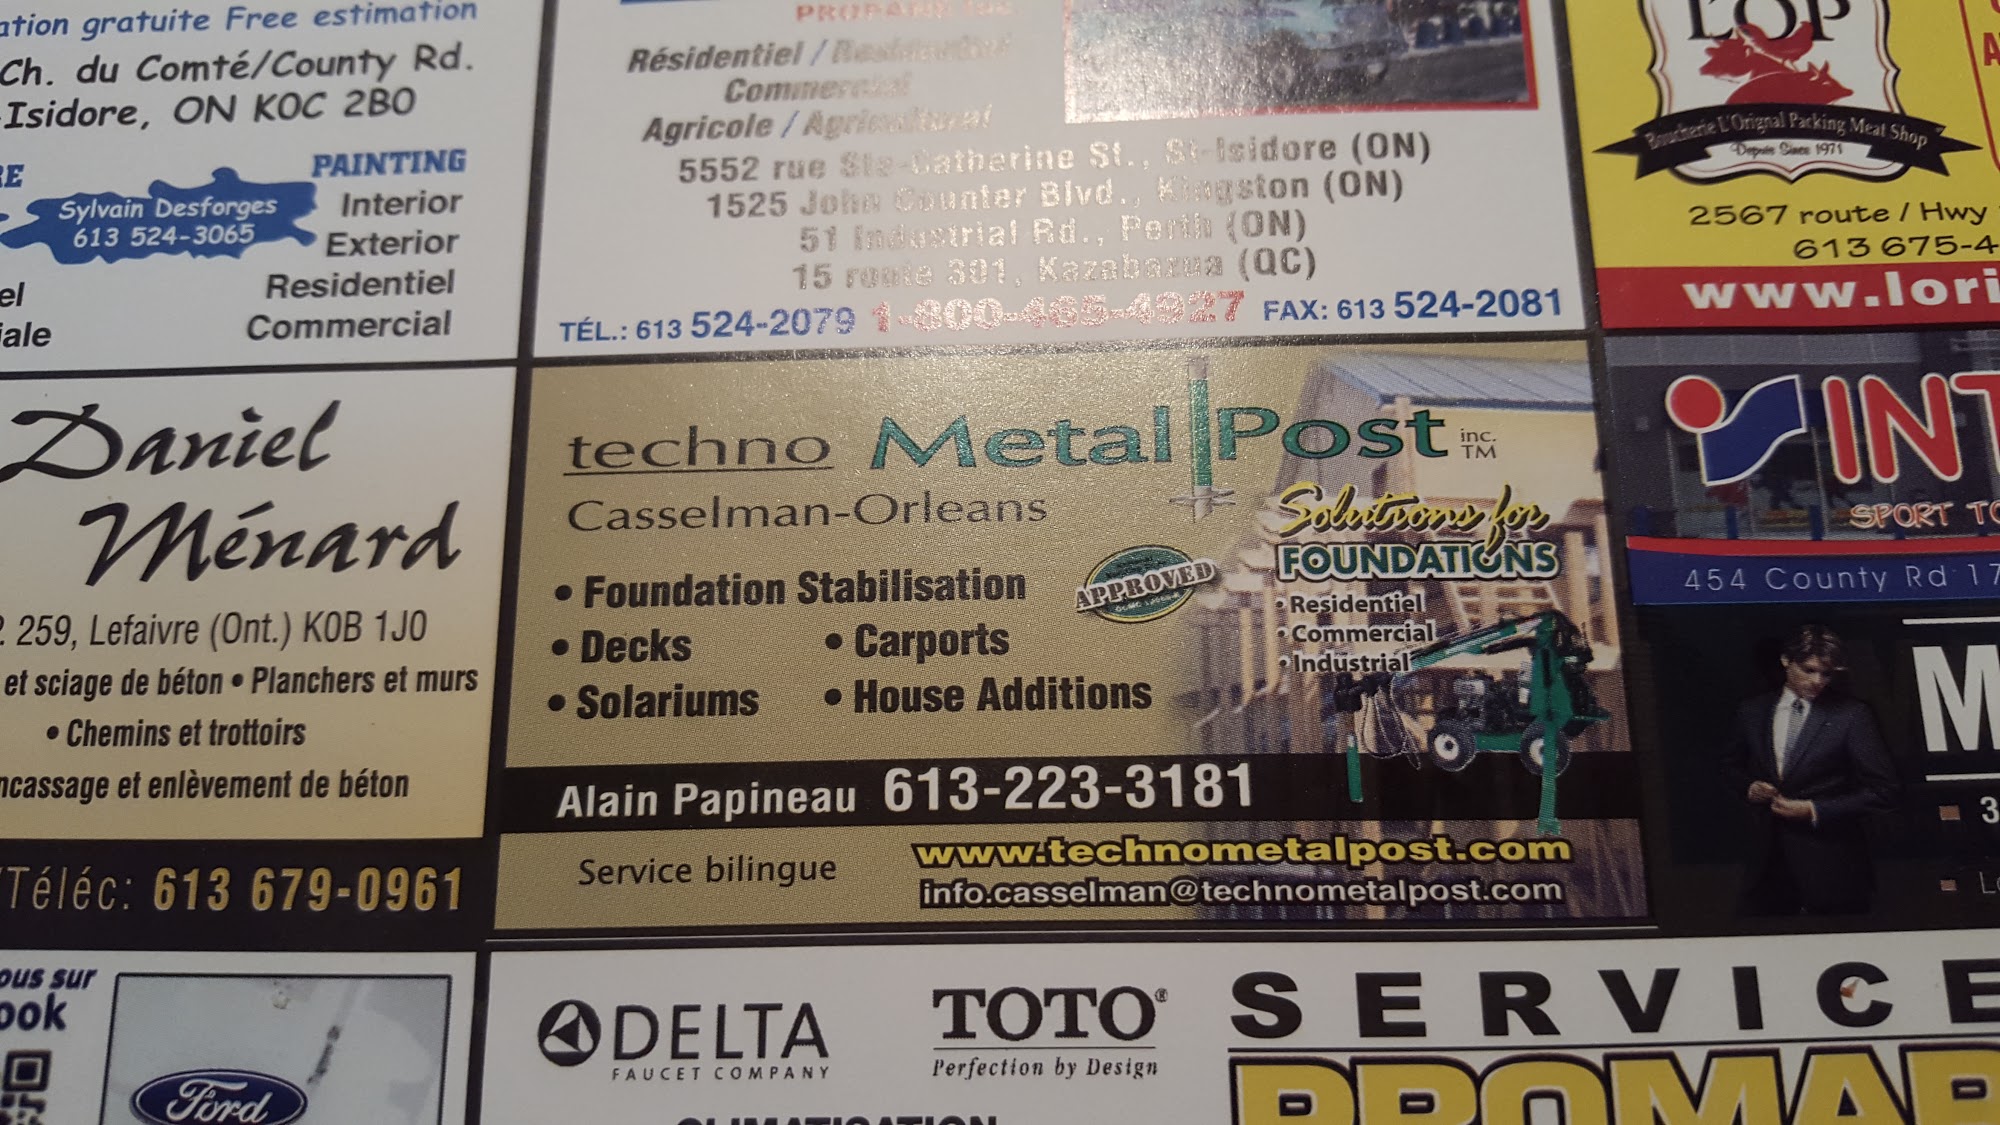 gratuite Free estimation
Ch. du Comté/County Rd.
Isidore, ON K0C 2B0
PAINTING
Sylvain Desforges
613 524-3065
Interior
Exterior
Residentiel
Commercial
Résidentiel / Residentiel
Commercial
Agricole / Agricultural
5552 rue Ste-Catherine St., St-Isidore (ON)
1525 John Counter Blvd., Kingston (ON)
51 Industrial Rd., Perth (ON)
15 route 301, Kazabazua (QC)
TÉL.: 613 524-2079 1-800-465-4927 FAX: 613 524-2081
L'OP
Boucherie L'Orignal Packing Meat Shop
Depuis Since 1971
2567 route / Hwy
613 675-4
www.lori
Daniel
Ménard
259, Lefaivre (Ont.) K0B 1J0
et sciage de béton • Planchers et murs
• Chemins et trottoirs
et enlèvement de béton
Téléc: 613 679-0961
techno Metal Post inc. TM
Casselman-Orleans
• Foundation Stabilisation
• Decks
• Carports
• Solariums
• House Additions
APPROVED
Solutions for
FOUNDATIONS
• Residentiel
• Commercial
• Industrial
Alain Papineau 613-223-3181
Service bilingue
www.technometalpost.com
info.casselman@technometalpost.com
INT
SPORT
454 County Rd 17
M
sur
Ford
DELTA
FAUCET COMPANY
TOTO®
Perfection by Design
SERVICE
CLIMATISATION